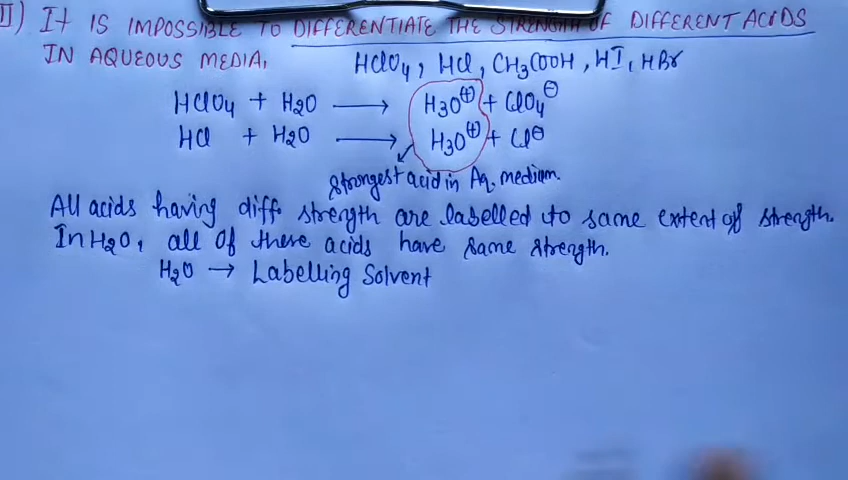 II) It IS IMPOSSIBLE TO DIFFERENTIATE THE STRENGTH OF DIFFERENT ACIDS
IN AQUEOUS MEDIA,
HClO4, HCl, CH3COOH, HI, HBr
HClO4 + H2O ⟶ H3O⊕ + ClO4⊖
HCl + H2O ⟶ H3O⊕ + Cl⊖
Strongest acid in Aq. medium.
All acids having diff. strength are labelled to same extent of strength.
In H2O, all of these acids have same strength.
H2O → Labelling Solvent